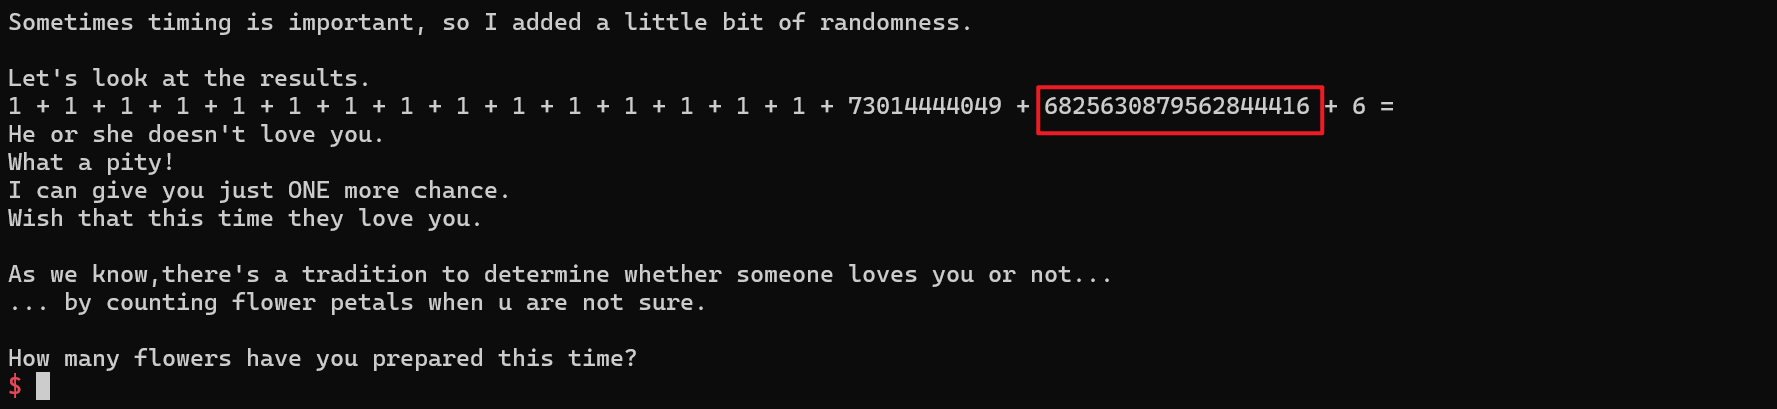 Sometimes timing is important, so I added a little bit of randomness.
Let's look at the results.
1 + 1 + 1 + 1 + 1 + 1 + 1 + 1 + 1 + 1 + 1 + 1 + 1 + 1 + 1 + 73014444049 + 6825630879562844416 + 6 =
He or she doesn't love you.
What a pity!
I can give you just ONE more chance.
Wish that this time they love you.
As we know,there's a tradition to determine whether someone loves you or not...
... by counting flower petals when u are not sure.
How many flowers have you prepared this time?
$